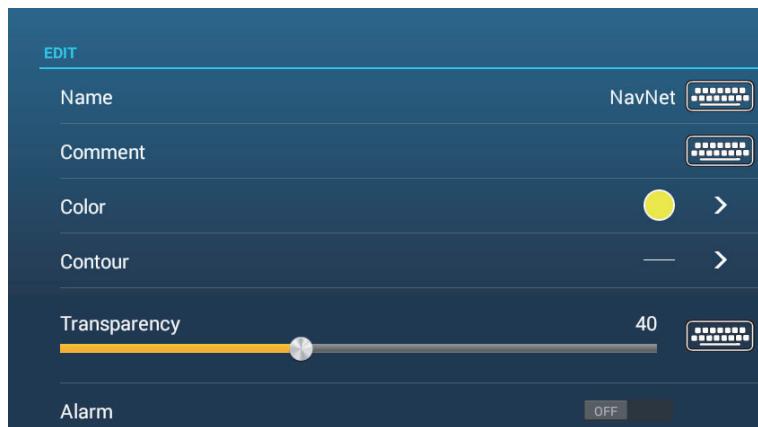 EDIT
Name NavNet
Comment
Color
Contour
Transparency 40
Alarm OFF